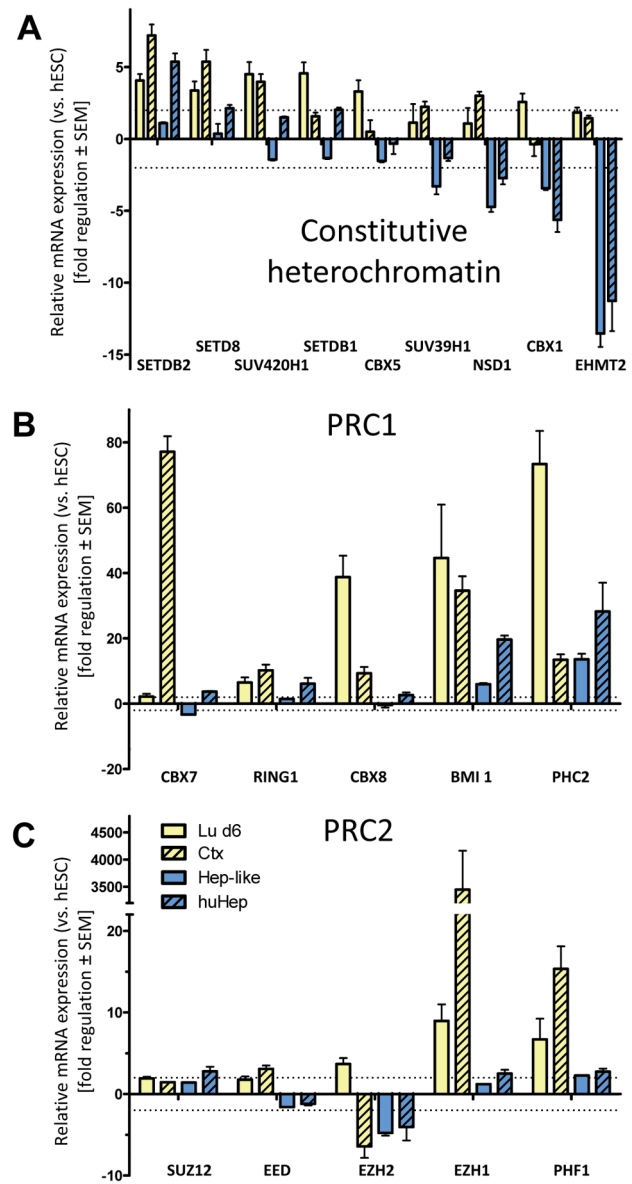 A
Relative mRNA expression (vs. hESC)
[fold regulation ± SEM]
5
0
-5
-10
-15
Constitutive
heterochromatin
SETD8 SETDB1 SUV39H1 CBX1
SETDB2 SUV420H1 CBX5 NSD1 EHMT2
B
PRC1
Relative mRNA expression (vs. hESC)
[fold regulation ± SEM]
80
60
40
20
0
-20
CBX7 RING1 CBX8 BMI 1 PHC2
C
PRC2
Relative mRNA expression (vs. hESC)
[fold regulation ± SEM]
4500
4000
3500
20
10
0
-10
Lu d6
Ctx
Hep-like
huHep
SUZ12 EED EZH2 EZH1 PHF1